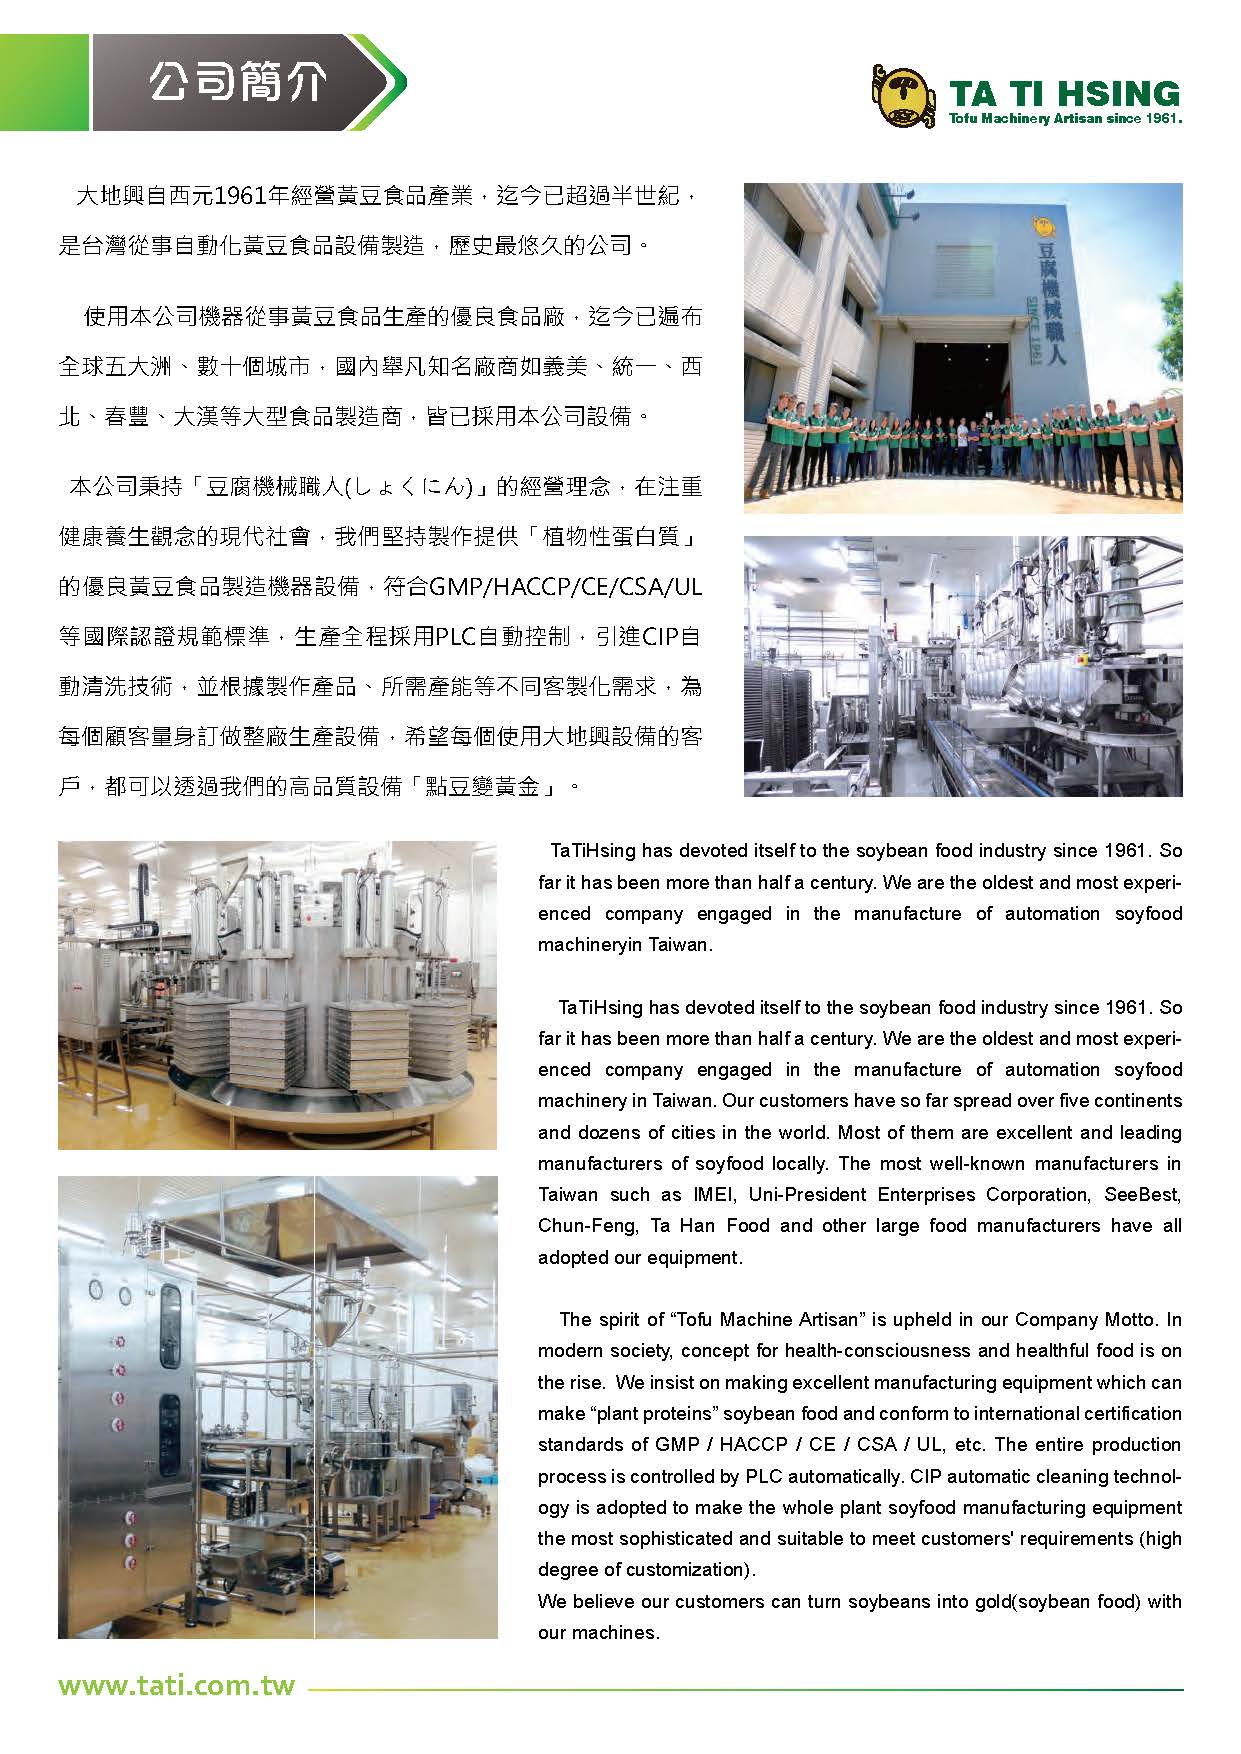 公司簡介
TA TI HSING
Tofu Machinery Artisan since 1961.
大地興自西元1961年經營黃豆食品產業，迄今已超過半世紀，
是台灣從事自動化黃豆食品設備製造，歷史最悠久的公司。
使用本公司機器從事黃豆食品生產的優良食品廠，迄今已遍布
全球五大洲、數十個城市，國內舉凡知名廠商如義美、統一、西
北、春豐、大漢等大型食品製造商，皆已採用本公司設備。
本公司秉持「豆腐機械職人(しょくにん)」的經營理念，在注重
健康養生觀念的現代社會，我們堅持製作提供「植物性蛋白質」
的優良黃豆食品製造機器設備，符合GMP/HACCP/CE/CSA/UL
等國際認證規範標準，生產全程採用PLC自動控制，引進CIP自
動清洗技術，並根據製作產品、所需產能等不同客製化需求，為
每個顧客量身訂做整廠生產設備，希望每個使用大地興設備的客
戶，都可以透過我們的高品質設備「點豆變黃金」。
豆腐機械職人
SINCE 1961
TaTiHsing has devoted itself to the soybean food industry since 1961. So
far it has been more than half a century. We are the oldest and most experi-
enced company engaged in the manufacture of automation soyfood
machineryin Taiwan.
TaTiHsing has devoted itself to the soybean food industry since 1961. So
far it has been more than half a century. We are the oldest and most experi-
enced company engaged in the manufacture of automation soyfood
machinery in Taiwan. Our customers have so far spread over five continents
and dozens of cities in the world. Most of them are excellent and leading
manufacturers of soyfood locally. The most well-known manufacturers in
Taiwan such as IMEI, Uni-President Enterprises Corporation, SeeBest,
Chun-Feng, Ta Han Food and other large food manufacturers have all
adopted our equipment.
The spirit of “Tofu Machine Artisan” is upheld in our Company Motto. In
modern society, concept for health-consciousness and healthful food is on
the rise. We insist on making excellent manufacturing equipment which can
make “plant proteins” soybean food and conform to international certification
standards of GMP / HACCP / CE / CSA / UL, etc. The entire production
process is controlled by PLC automatically. CIP automatic cleaning technol-
ogy is adopted to make the whole plant soyfood manufacturing equipment
the most sophisticated and suitable to meet customers' requirements (high
degree of customization).
We believe our customers can turn soybeans into gold(soybean food) with
our machines.
www.tati.com.tw